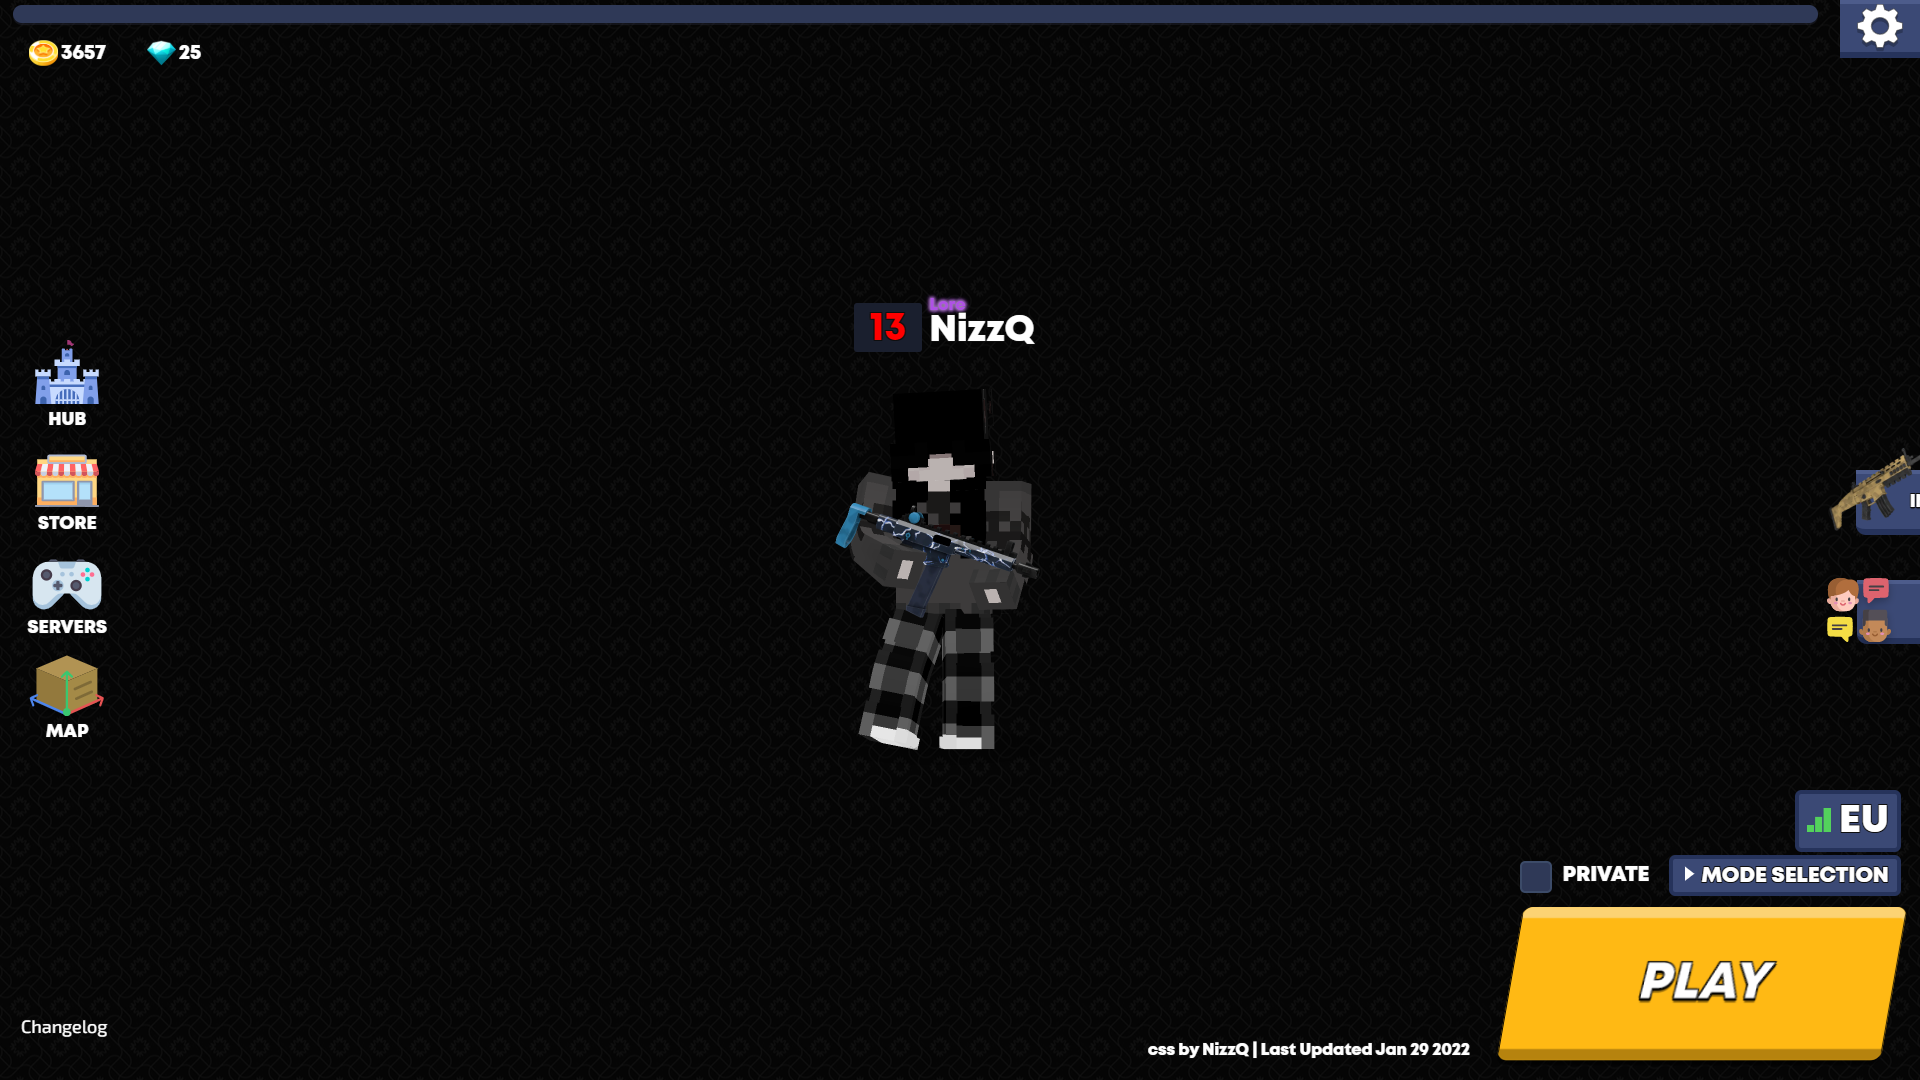 3657
25
Loro
13
NizzQ
HUB
STORE
SERVERS
MAP
EU
PRIVATE
MODE SELECTION
PLAY
Changelog
css by NizzQ | Last Updated Jan 29 2022